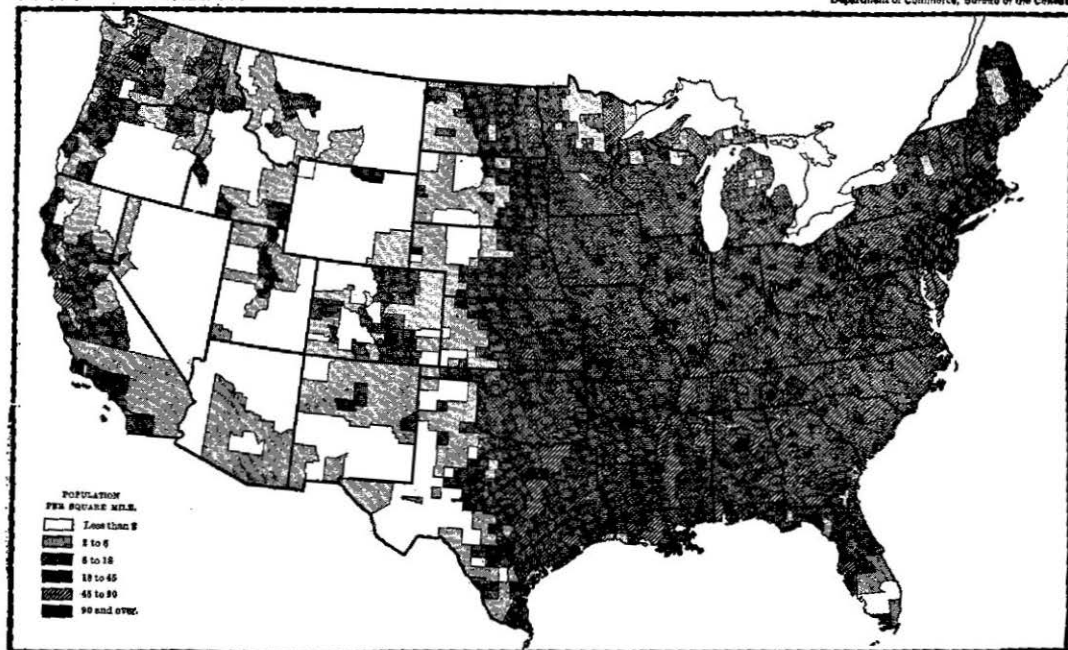 Department of Commerce, Bureau of the Census
POPULATION
PER SQUARE MILE.
Less than 2
2 to 6
6 to 18
18 to 45
45 to 90
90 and over.